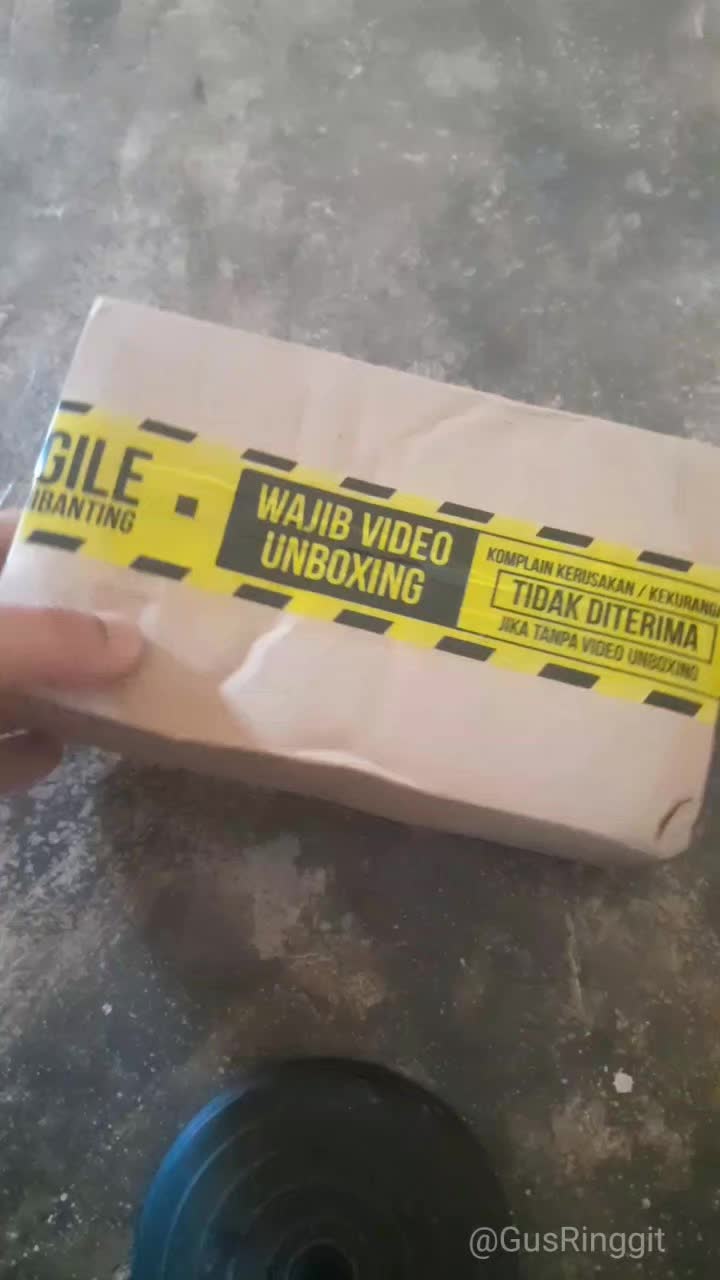 GILE
IBANTING
WAJIB VIDEO
UNBOXING
KOMPLAIN KERUSAKAN / KEKURANGA
TIDAK DITERIMA
JIKA TANPA VIDEO UNBOXING
@GusRinggit